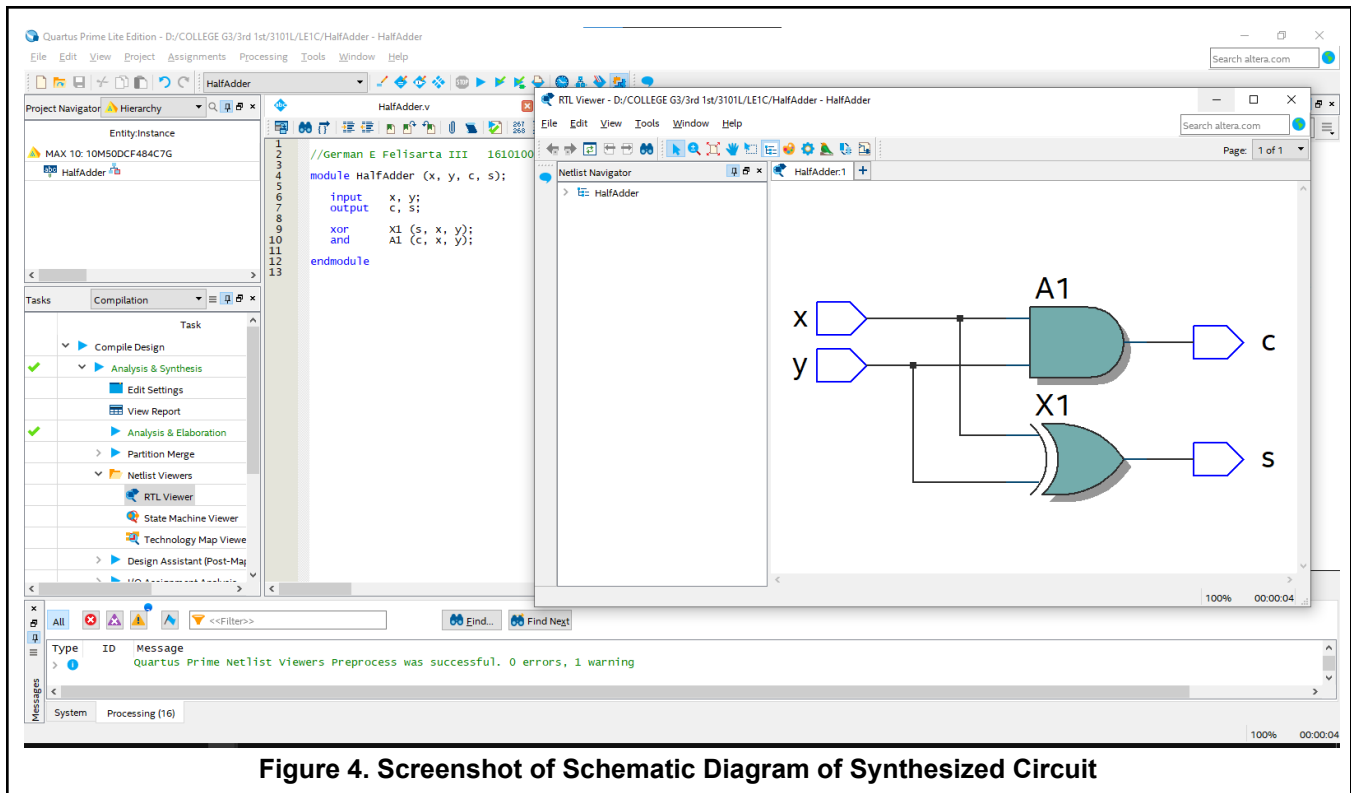 Quartus Prime Lite Edition - D:/COLLEGE G3/3rd 1st/3101L/LE1C/HalfAdder - HalfAdder
File Edit View Project Assignments Processing Tools Window Help
Search altera.com
HalfAdder
Project Navigator Hierarchy
Entity:Instance
MAX 10: 10M50DCF484C7G
HalfAdder
Tasks Compilation
Task
Compile Design
Analysis & Synthesis
Edit Settings
View Report
Analysis & Elaboration
Partition Merge
Netlist Viewers
RTL Viewer
State Machine Viewer
Technology Map Viewe
Design Assistant (Post-Map
HalfAdder.v
267
268
1
2 //German E Felisarta III 1610100
3
4 module HalfAdder (x, y, c, s);
5
6 input x, y;
7 output c, s;
8
9 xor X1 (s, x, y);
10 and A1 (c, x, y);
11
12 endmodule
13
RTL Viewer - D:/COLLEGE G3/3rd 1st/3101L/LE1C/HalfAdder - HalfAdder
File Edit View Tools Window Help
Search altera.com
Page: 1 of 1
Netlist Navigator
HalfAdder
HalfAdder:1
A1
x
c
y
X1
s
100% 00:00:04
All <<Filter>> Find... Find Next
Type ID Message
Quartus Prime Netlist Viewers Preprocess was successful. 0 errors, 1 warning
Messages
System Processing (16)
100% 00:00:04
Figure 4. Screenshot of Schematic Diagram of Synthesized Circuit